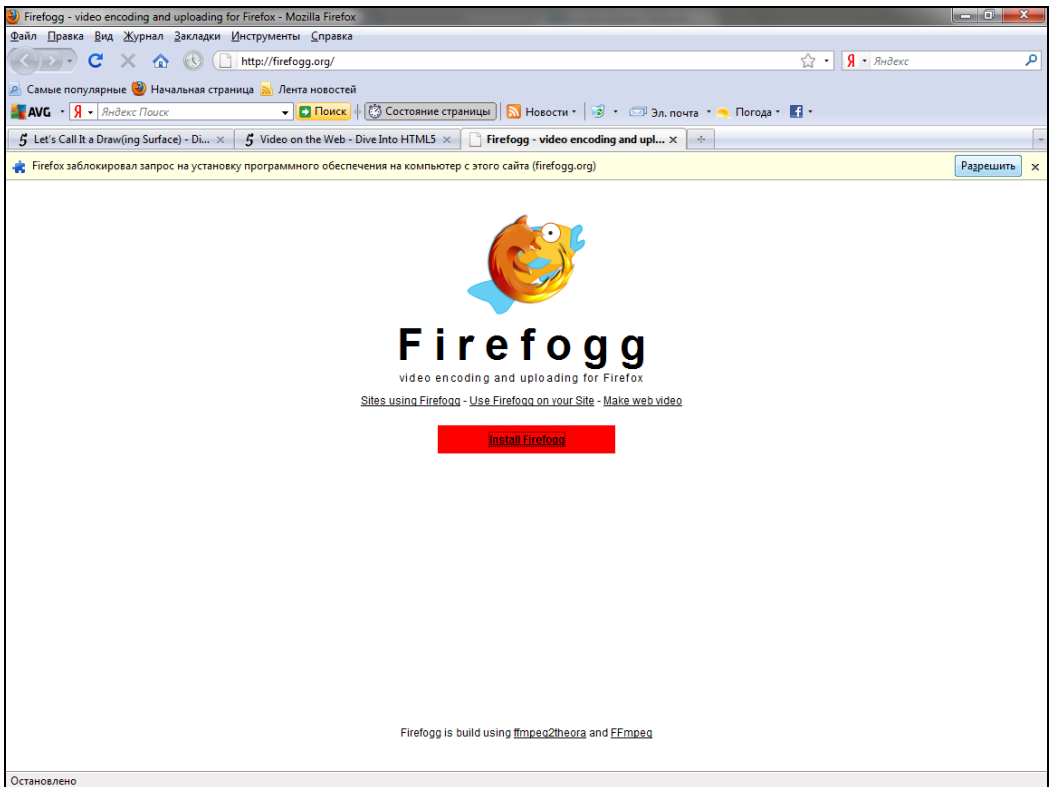 Firefogg - video encoding and uploading for Firefox - Mozilla Firefox
Файл Правка Вид Журнал Закладки Инструменты Справка
http://firefogg.org/ Я Яндекс
Самые популярные Начальная страница Лента новостей
AVG Я Яндекс Поиск Поиск Состояние страницы Новости Эл. почта Погода
5 Let's Call It a Draw(ing Surface) - Di... 5 Video on the Web - Dive Into HTML5 Firefogg - video encoding and upl...
Firefox заблокировал запрос на установку программного обеспечения на компьютер с этого сайта (firefogg.org) Разрешить
Firefogg
video encoding and uploading for Firefox
Sites using Firefogg - Use Firefogg on your Site - Make web video
Install Firefogg
Firefogg is build using ffmpeg2theora and FFmpeg
Остановлено